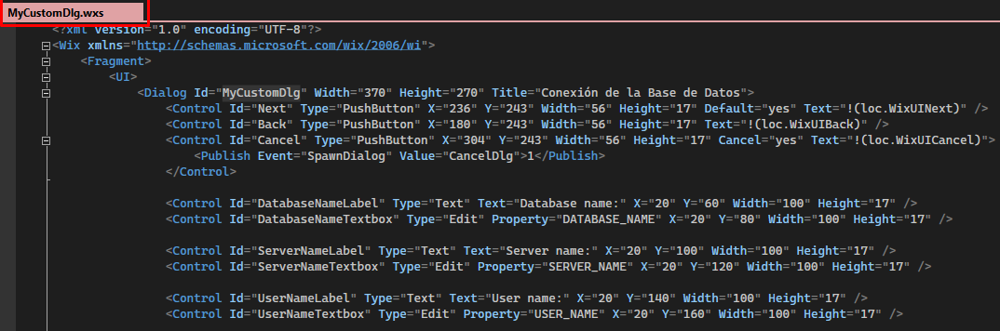 MyCustomDlg.wxs
<?xml version="1.0" encoding="UTF-8"?>
<Wix xmlns="http://schemas.microsoft.com/wix/2006/wi">
<Fragment>
<UI>
<Dialog Id="MyCustomDlg" Width="370" Height="270" Title="Conexión de la Base de Datos">
<Control Id="Next" Type="PushButton" X="236" Y="243" Width="56" Height="17" Default="yes" Text="!(loc.WixUINext)" />
<Control Id="Back" Type="PushButton" X="180" Y="243" Width="56" Height="17" Text="!(loc.WixUIBack)" />
<Control Id="Cancel" Type="PushButton" X="304" Y="243" Width="56" Height="17" Cancel="yes" Text="!(loc.WixUICancel)">
<Publish Event="SpawnDialog" Value="CancelDlg">1</Publish>
</Control>
<Control Id="DatabaseNameLabel" Type="Text" Text="Database name:" X="20" Y="60" Width="100" Height="17" />
<Control Id="DatabaseNameTextbox" Type="Edit" Property="DATABASE_NAME" X="20" Y="80" Width="100" Height="17" />
<Control Id="ServerNameLabel" Type="Text" Text="Server name:" X="20" Y="100" Width="100" Height="17" />
<Control Id="ServerNameTextbox" Type="Edit" Property="SERVER_NAME" X="20" Y="120" Width="100" Height="17" />
<Control Id="UserNameLabel" Type="Text" Text="User name:" X="20" Y="140" Width="100" Height="17" />
<Control Id="UserNameTextbox" Type="Edit" Property="USER_NAME" X="20" Y="160" Width="100" Height="17" />